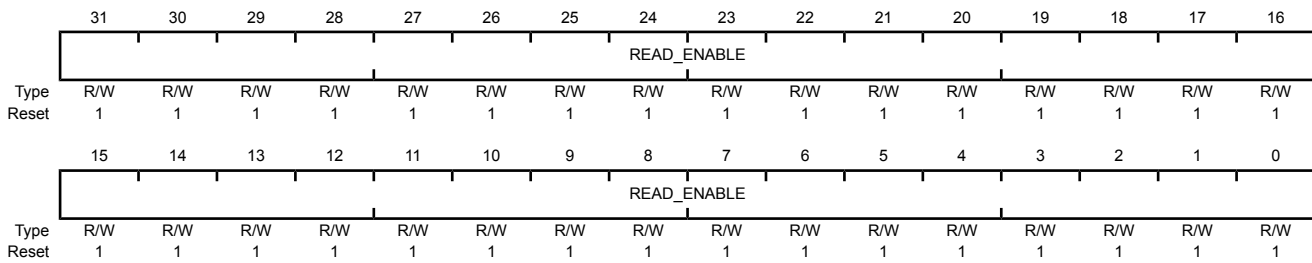 31 30 29 28 27 26 25 24 23 22 21 20 19 18 17 16
READ_ENABLE
Type R/W R/W R/W R/W R/W R/W R/W R/W R/W R/W R/W R/W R/W R/W R/W R/W
Reset 1 1 1 1 1 1 1 1 1 1 1 1 1 1 1 1
15 14 13 12 11 10 9 8 7 6 5 4 3 2 1 0
READ_ENABLE
Type R/W R/W R/W R/W R/W R/W R/W R/W R/W R/W R/W R/W R/W R/W R/W R/W
Reset 1 1 1 1 1 1 1 1 1 1 1 1 1 1 1 1